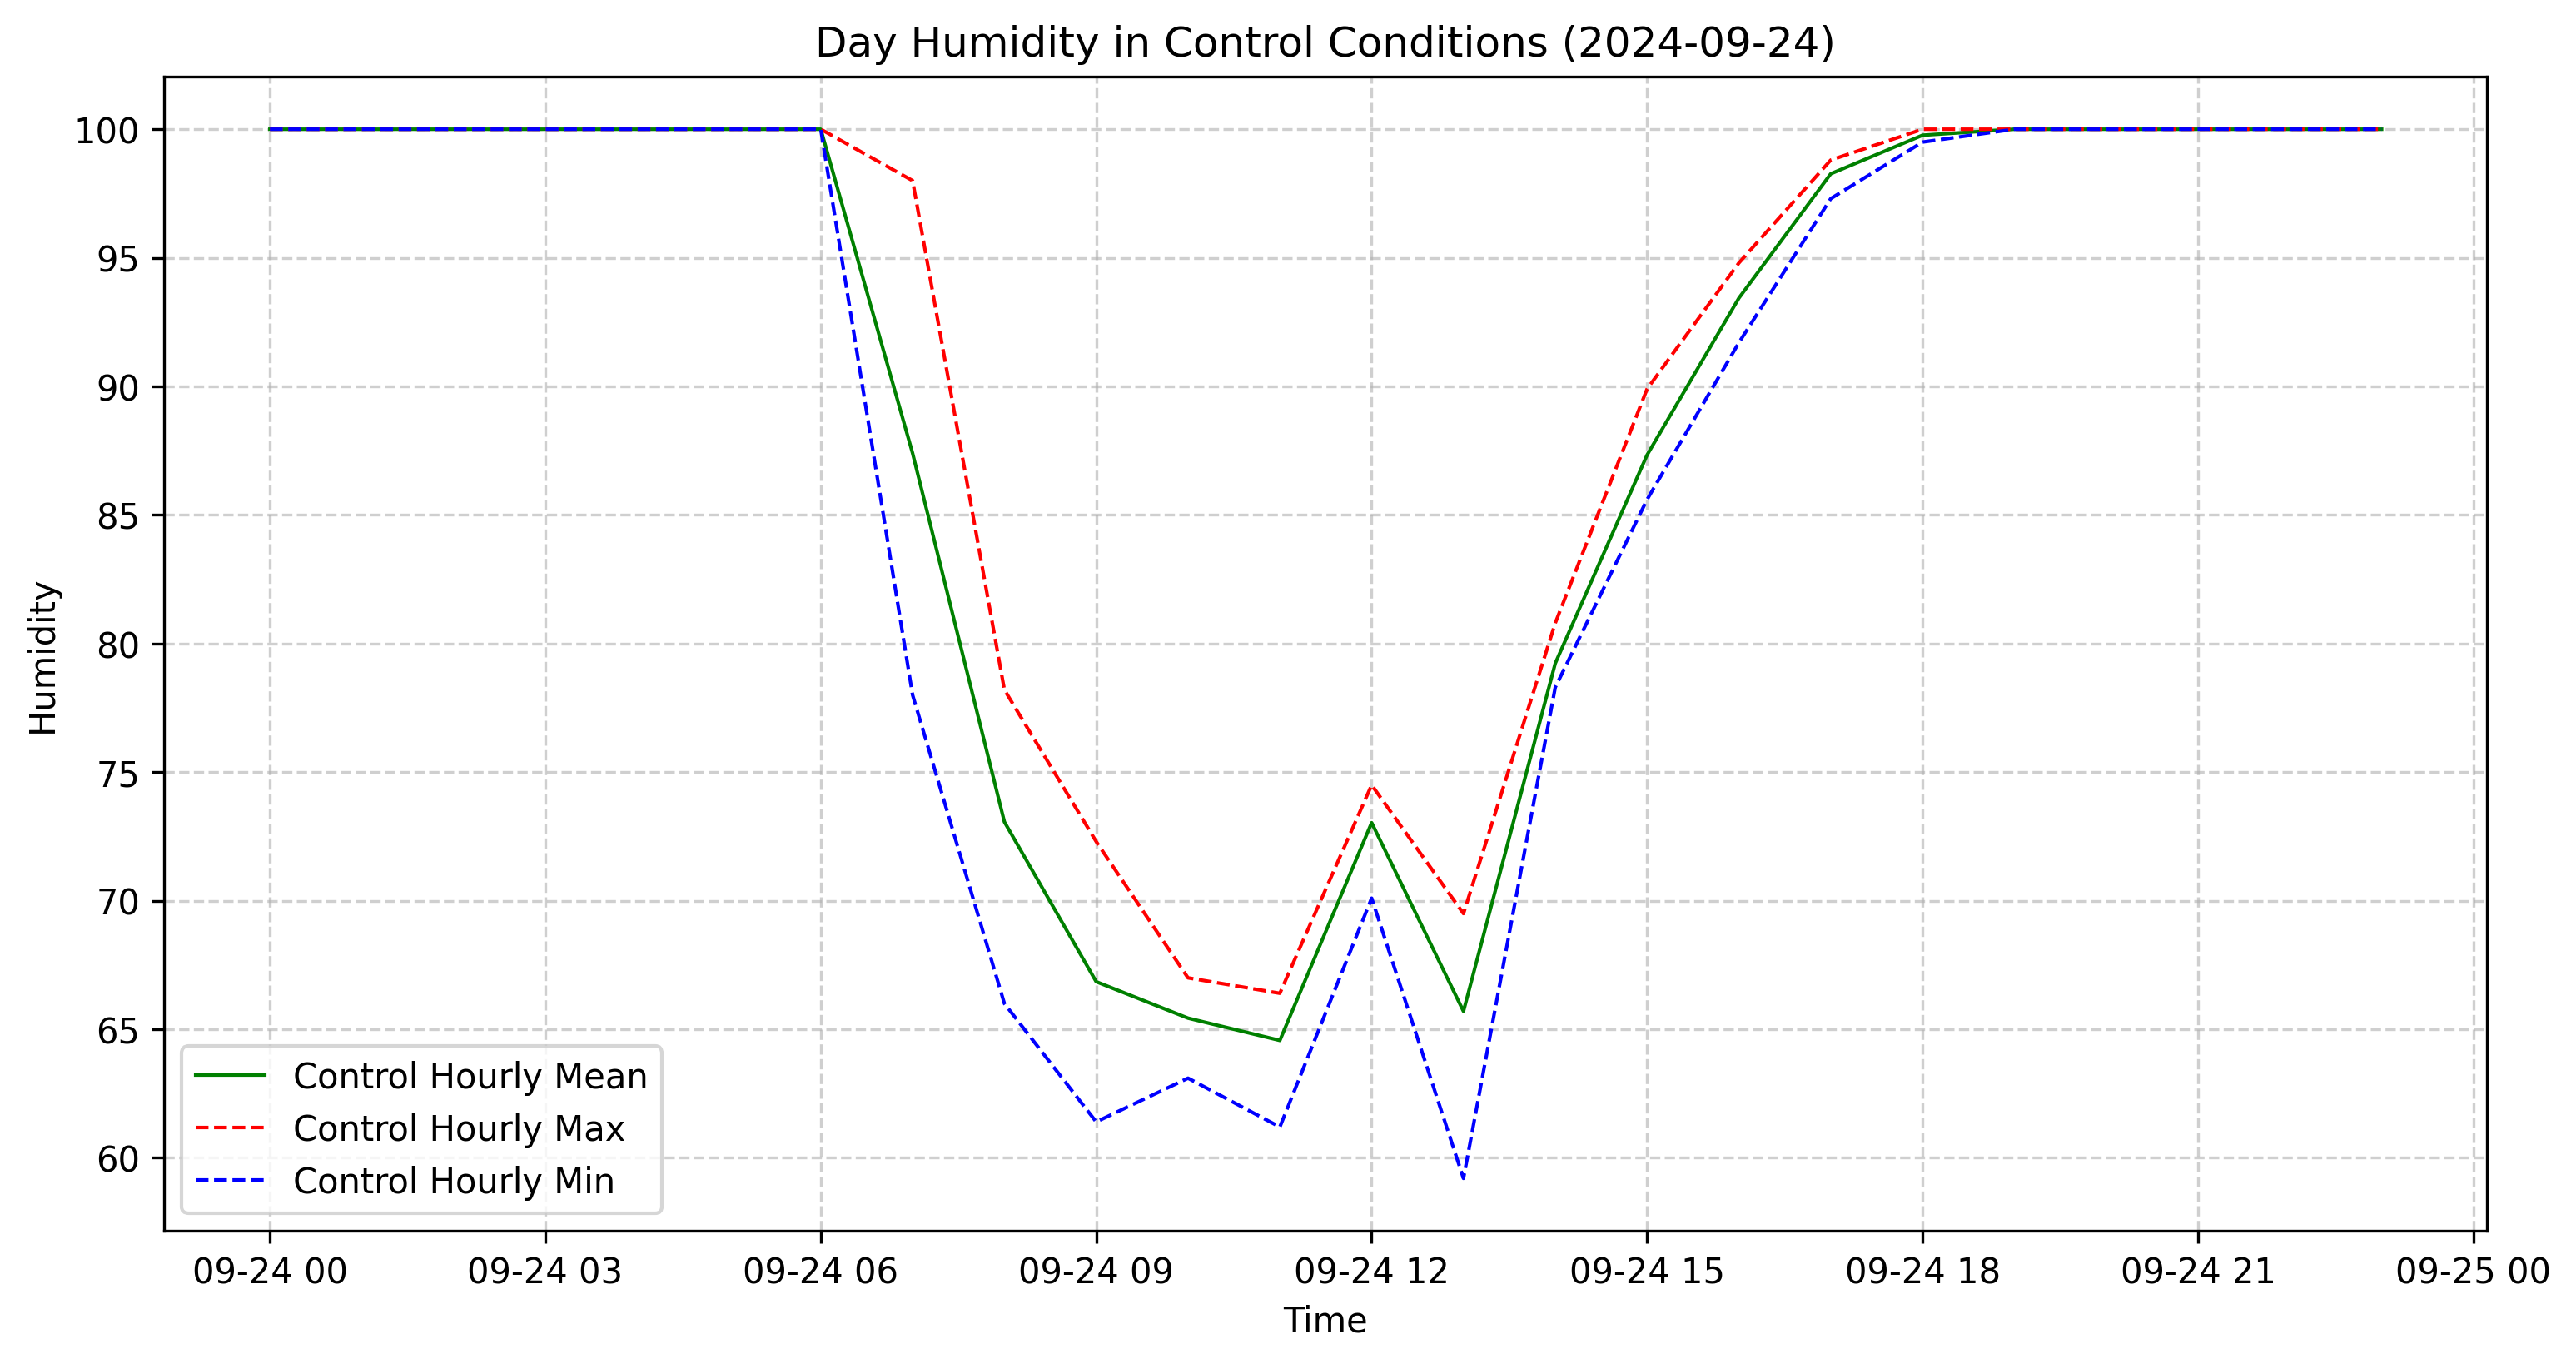 Day Humidity in Control Conditions (2024-09-24)
Humidity
100
95
90
85
80
75
70
65
60
Control Hourly Mean
Control Hourly Max
Control Hourly Min
09-24 00 09-24 03 09-24 06 09-24 09 09-24 12 09-24 15 09-24 18 09-24 21 09-25 00
Time